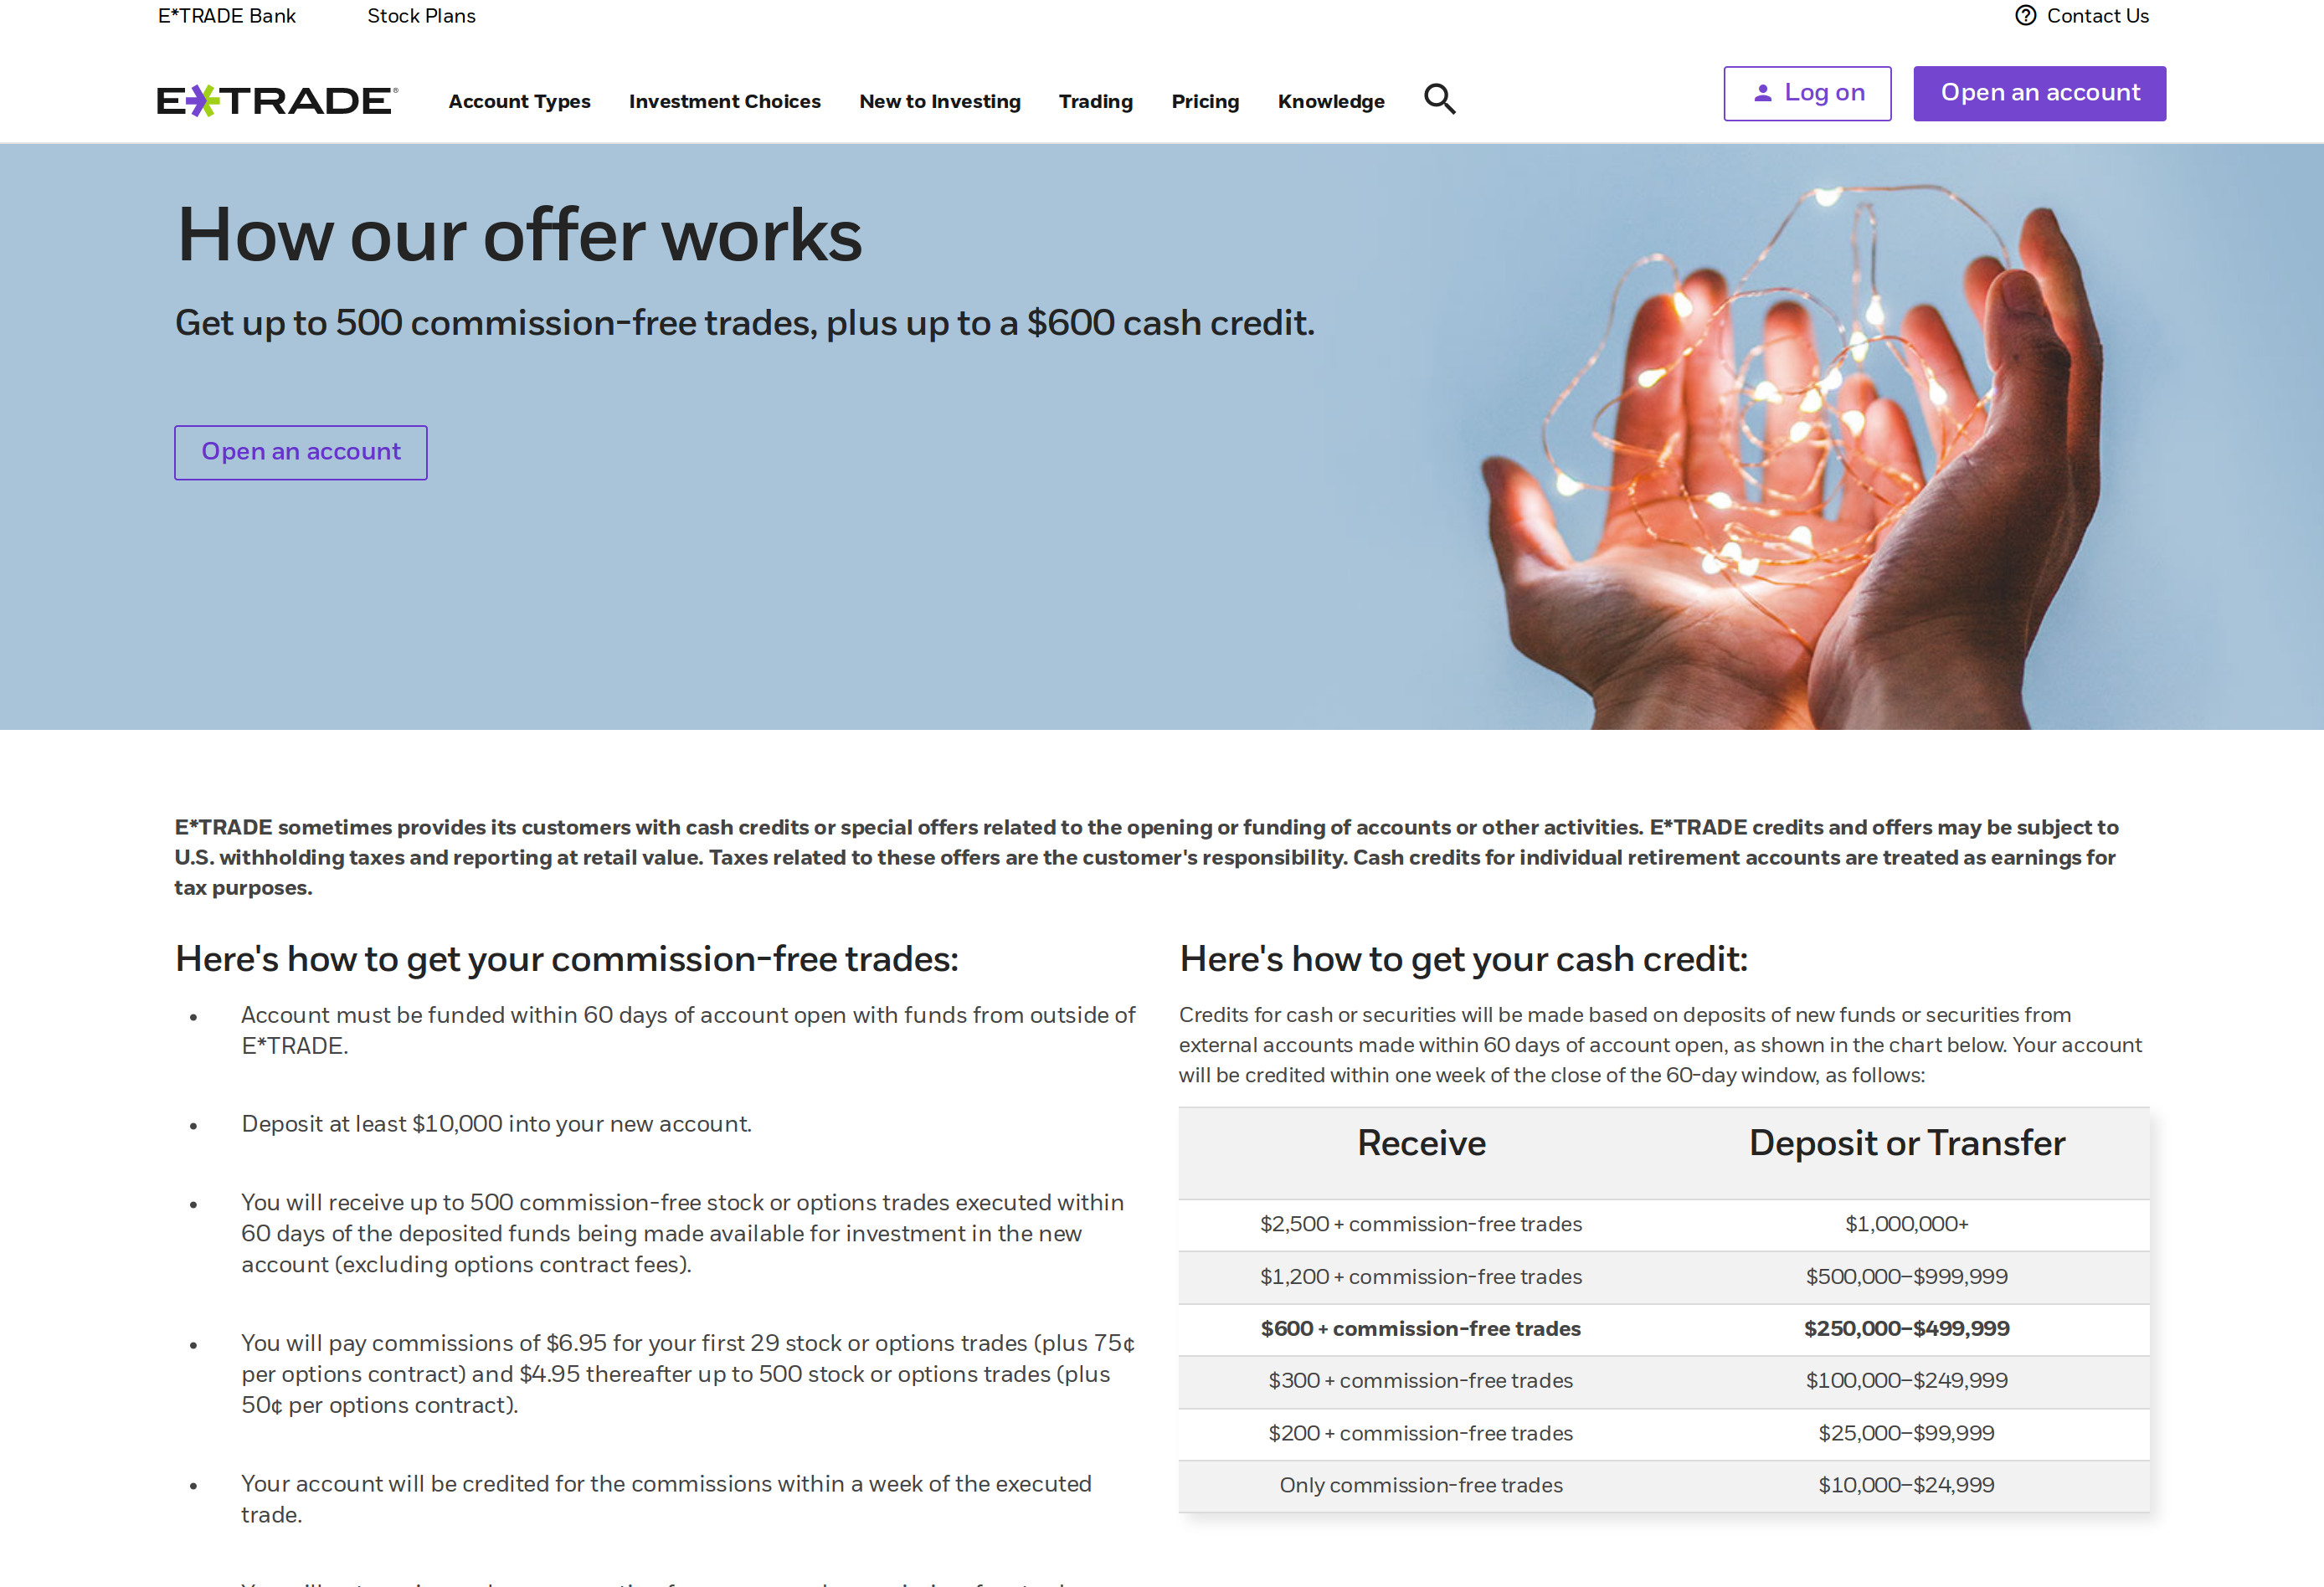 E*TRADE Bank
Stock Plans
Contact Us
E*TRADE®
Account Types
Investment Choices
New to Investing
Trading
Pricing
Knowledge
Log on
Open an account
How our offer works
Get up to 500 commission-free trades, plus up to a $600 cash credit.
Open an account
E*TRADE sometimes provides its customers with cash credits or special offers related to the opening or funding of accounts or other activities. E*TRADE credits and offers may be subject to
U.S. withholding taxes and reporting at retail value. Taxes related to these offers are the customer's responsibility. Cash credits for individual retirement accounts are treated as earnings for
tax purposes.
Here's how to get your commission-free trades:
• Account must be funded within 60 days of account open with funds from outside of
E*TRADE.
• Deposit at least $10,000 into your new account.
• You will receive up to 500 commission-free stock or options trades executed within
60 days of the deposited funds being made available for investment in the new
account (excluding options contract fees).
• You will pay commissions of $6.95 for your first 29 stock or options trades (plus 75¢
per options contract) and $4.95 thereafter up to 500 stock or options trades (plus
50¢ per options contract).
• Your account will be credited for the commissions within a week of the executed
trade.
Here's how to get your cash credit:
Credits for cash or securities will be made based on deposits of new funds or securities from
external accounts made within 60 days of account open, as shown in the chart below. Your account
will be credited within one week of the close of the 60-day window, as follows:
Receive Deposit or Transfer
$2,500 + commission-free trades $1,000,000+
$1,200 + commission-free trades $500,000–$999,999
$600 + commission-free trades $250,000–$499,999
$300 + commission-free trades $100,000–$249,999
$200 + commission-free trades $25,000–$99,999
Only commission-free trades $10,000–$24,999